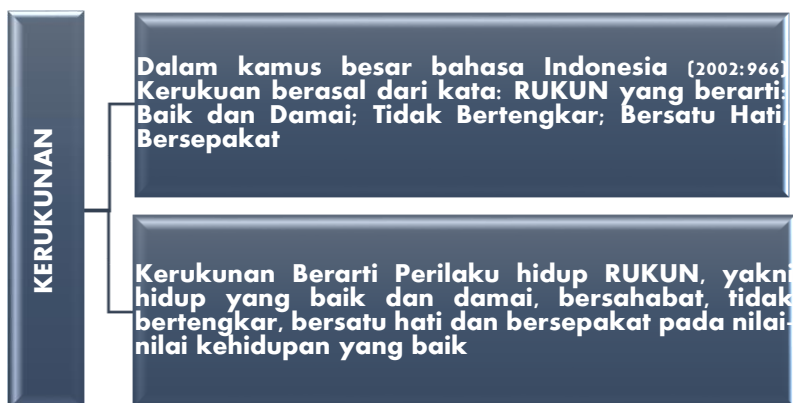 KERUKUNAN
Dalam kamus besar bahasa Indonesia (2002:966)
Kerukuan berasal dari kata: RUKUN yang berarti:
Baik dan Damai; Tidak Bertengkar; Bersatu Hati,
Bersepakat
Kerukunan Berarti Perilaku hidup RUKUN, yakni
hidup yang baik dan damai, bersahabat, tidak
bertengkar, bersatu hati dan bersepakat pada nilai-
nilai kehidupan yang baik